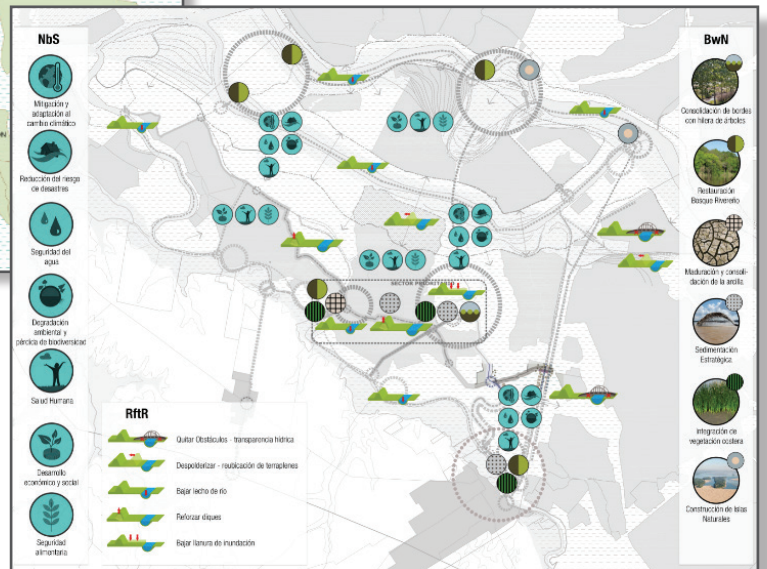 NbS
Mitigación y
adaptación al
cambio climático
Reducción del riesgo
de desastres
Seguridad del
agua
Degradación
ambiental y
pérdida de biodiversidad
Salud Humana
Desarrollo
económico y social
Seguridad
alimentaria
SECTOR PRIORITARIO
RftR
Quitar Obstáculos - transparencia hídrica
Despolderizar - reubicación de terraplenes
Bajar lecho de río
Reforzar diques
Bajar llanura de inundación
BwN
Consolidación de bordes
con hilera de árboles
Restauración
Bosque Rivereño
Maduración y consoli-
dación de la arcilla
Sedimentación
Estratégica
Integración de
vegetación costera
Construcción de Islas
Naturales